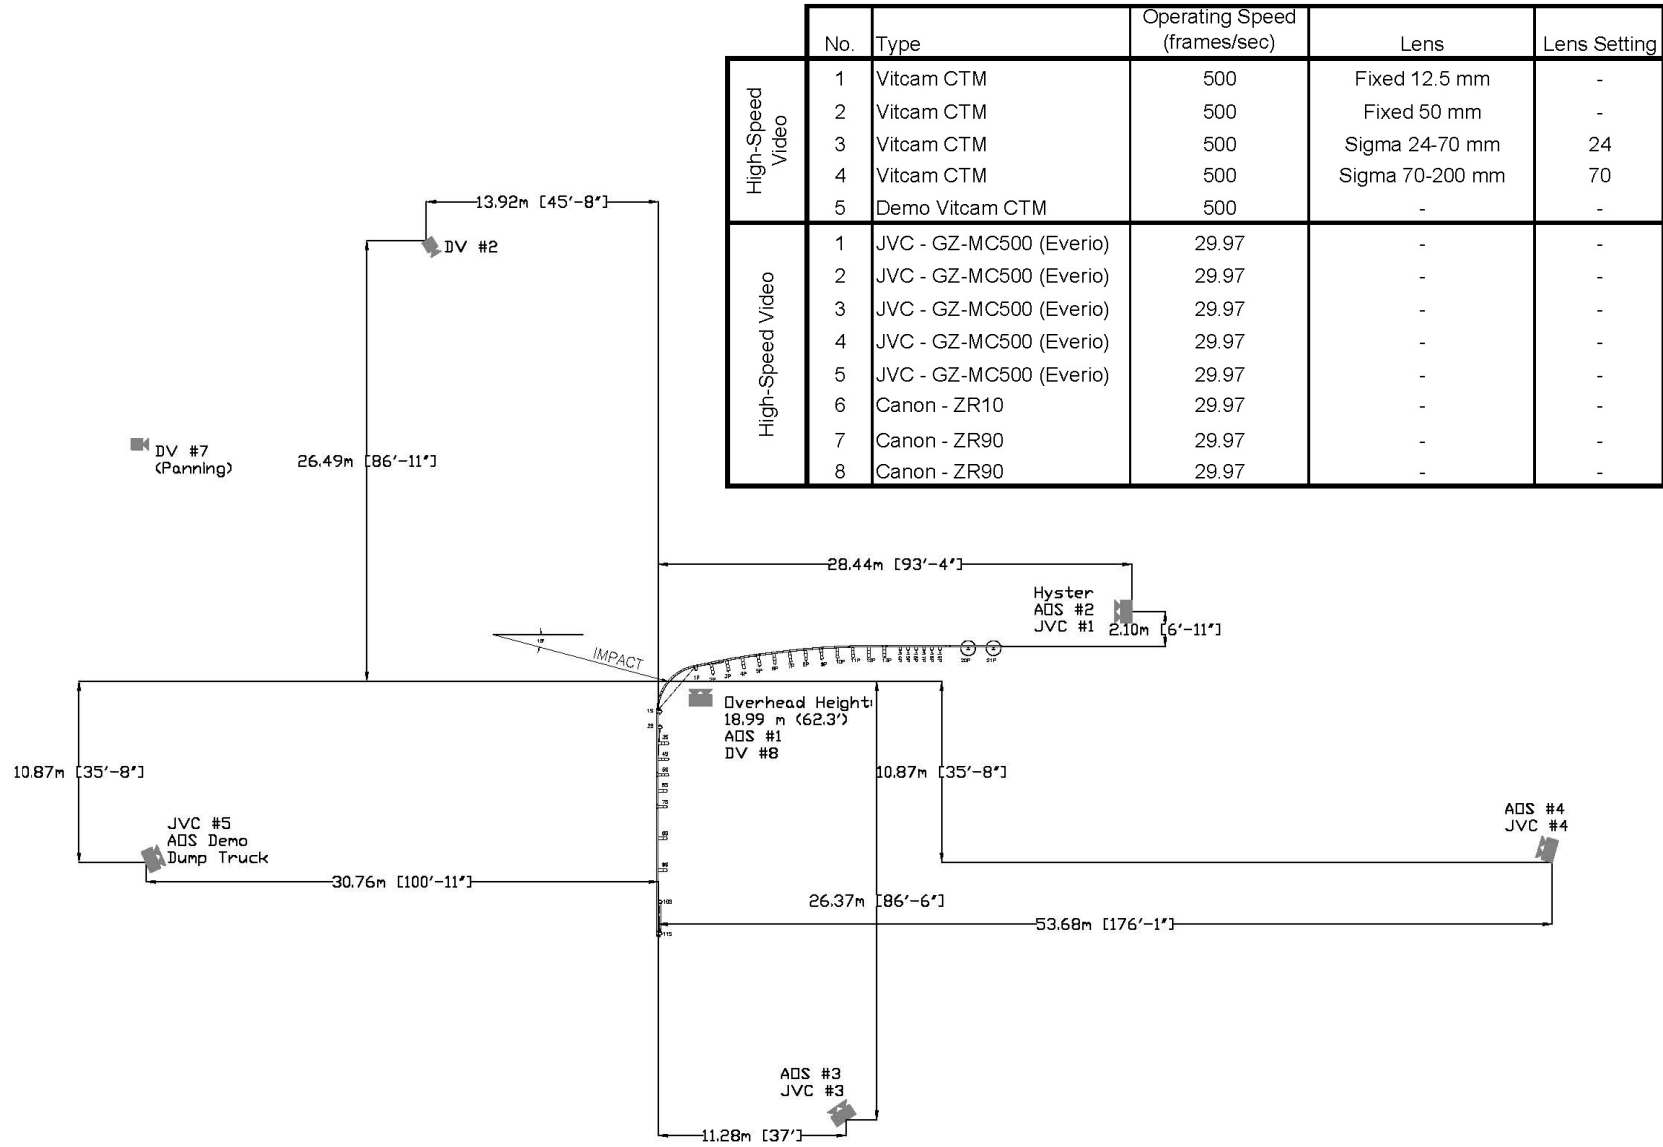 No. Type Operating Speed (frames/sec) Lens Lens Setting
High-Speed Video
1 Vitcam CTM 500 Fixed 12.5 mm -
2 Vitcam CTM 500 Fixed 50 mm -
3 Vitcam CTM 500 Sigma 24-70 mm 24
4 Vitcam CTM 500 Sigma 70-200 mm 70
5 Demo Vitcam CTM 500 - -
High-Speed Video
1 JVC - GZ-MC500 (Everio) 29.97 - -
2 JVC - GZ-MC500 (Everio) 29.97 - -
3 JVC - GZ-MC500 (Everio) 29.97 - -
4 JVC - GZ-MC500 (Everio) 29.97 - -
5 JVC - GZ-MC500 (Everio) 29.97 - -
6 Canon - ZR10 29.97 - -
7 Canon - ZR90 29.97 - -
8 Canon - ZR90 29.97 - -
13.92m [45'-8"]
DV #2
DV #7
(Panning)
26.49m [86'-11"]
28.44m [93'-4"]
Hyster
AOS #2
JVC #1
2.10m [6'-11"]
IMPACT
Overhead Height:
18.99 m (62.3')
AOS #1
DV #8
10.87m [35'-8"]
10.87m [35'-8"]
JVC #5
AOS Demo
Dump Truck
AOS #4
JVC #4
30.76m [100'-11"]
26.37m [86'-6"]
53.68m [176'-1"]
AOS #3
JVC #3
11.28m [37']